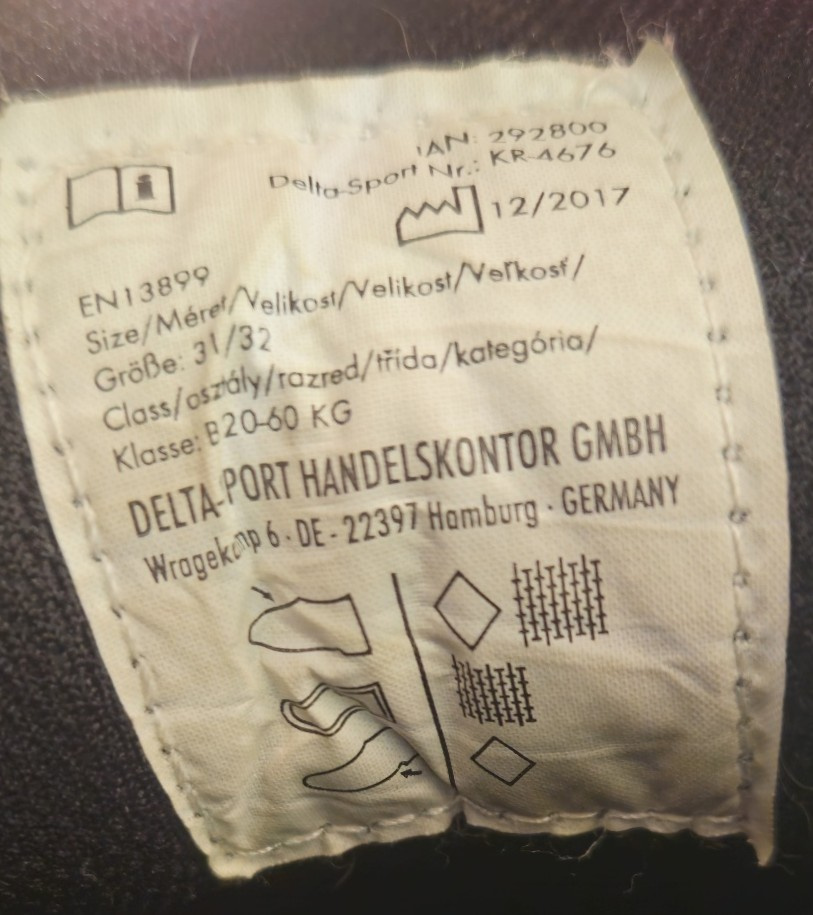 IAN: 292800
Delta-Sport Nr.: KR-4676
12/2017
EN13899
Size/Méret/Velikost/Velikost/Veľkosť/
Größe: 31/32
Class/osztály/razred/třída/kategória/
Klasse: B 20-60 KG
DELTA-PORT HANDELSKONTOR GMBH
Wragekamp 6 · DE - 22397 Hamburg · GERMANY